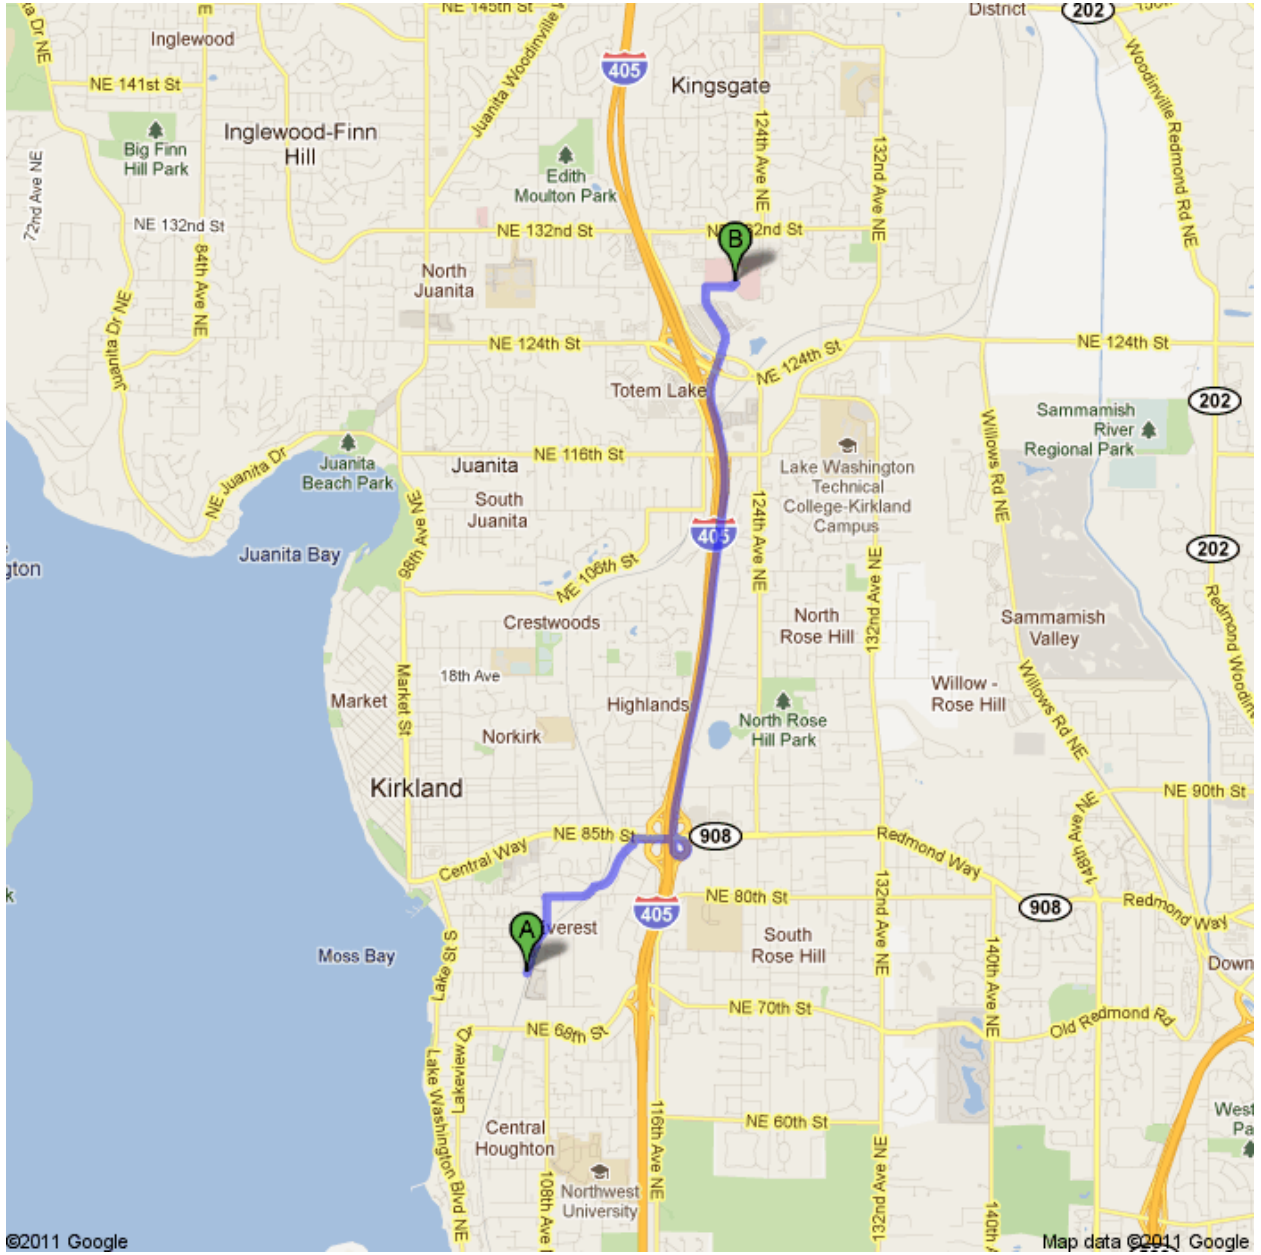 NE 145th St
District
202
Inglewood
405
Kingsgate
NE 141st St
Juanita Woodinville
Woodinville Redmond Rd NE
Inglewood-Finn
Hill
Big Finn
Hill Park
124th Ave NE
132nd Ave NE
72nd Ave NE
Edith
Moulton Park
NE 132nd St
NE 132nd St
B
84th Ave NE
North
Juanita
Juanita Dr NE
NE 124th St
NE 124th St
NE 124th St
Totem Lake
202
Sammamish
River
Regional Park
Willows Rd NE
NE Juanita Dr
Juanita
Beach Park
Juanita
NE 116th St
Lake Washington
Technical
College-Kirkland
Campus
South
Juanita
98th Ave NE
124th Ave NE
405
Juanita Bay
gton
202
NE 106th St
132nd Ave NE
Redmond Woodinv
Crestwoods
North
Rose Hill
Sammamish
Valley
Market St
18th Ave
Market
Highlands
Willow -
Rose Hill
Willows Rd NE
North Rose
Hill Park
Norkirk
Kirkland
NE 90th St
148th Ave NE
NE 85th St
908
Redmond Way
Central Way
NE 80th St
908
Redmond Way
405
132nd Ave NE
A
verest
South
Rose Hill
140th Ave NE
Moss Bay
Lake St S
Down
NE 70th St
Old Redmond Rd
NE 68th St
Lakeview Dr
Lake Washington Blvd NE
116th Ave NE
NE 60th St
West
Pa
Central
Houghton
132nd Ave NE
108th Ave
Northwest
University
140th A
©2011 Google
Map data ©2011 Google